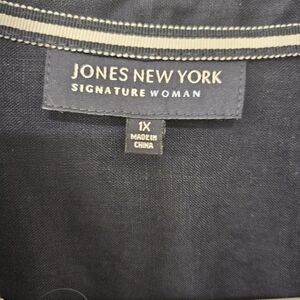 JONES NEW YORK
SIGNATURE WOMAN
1X
MADE IN
CHINA